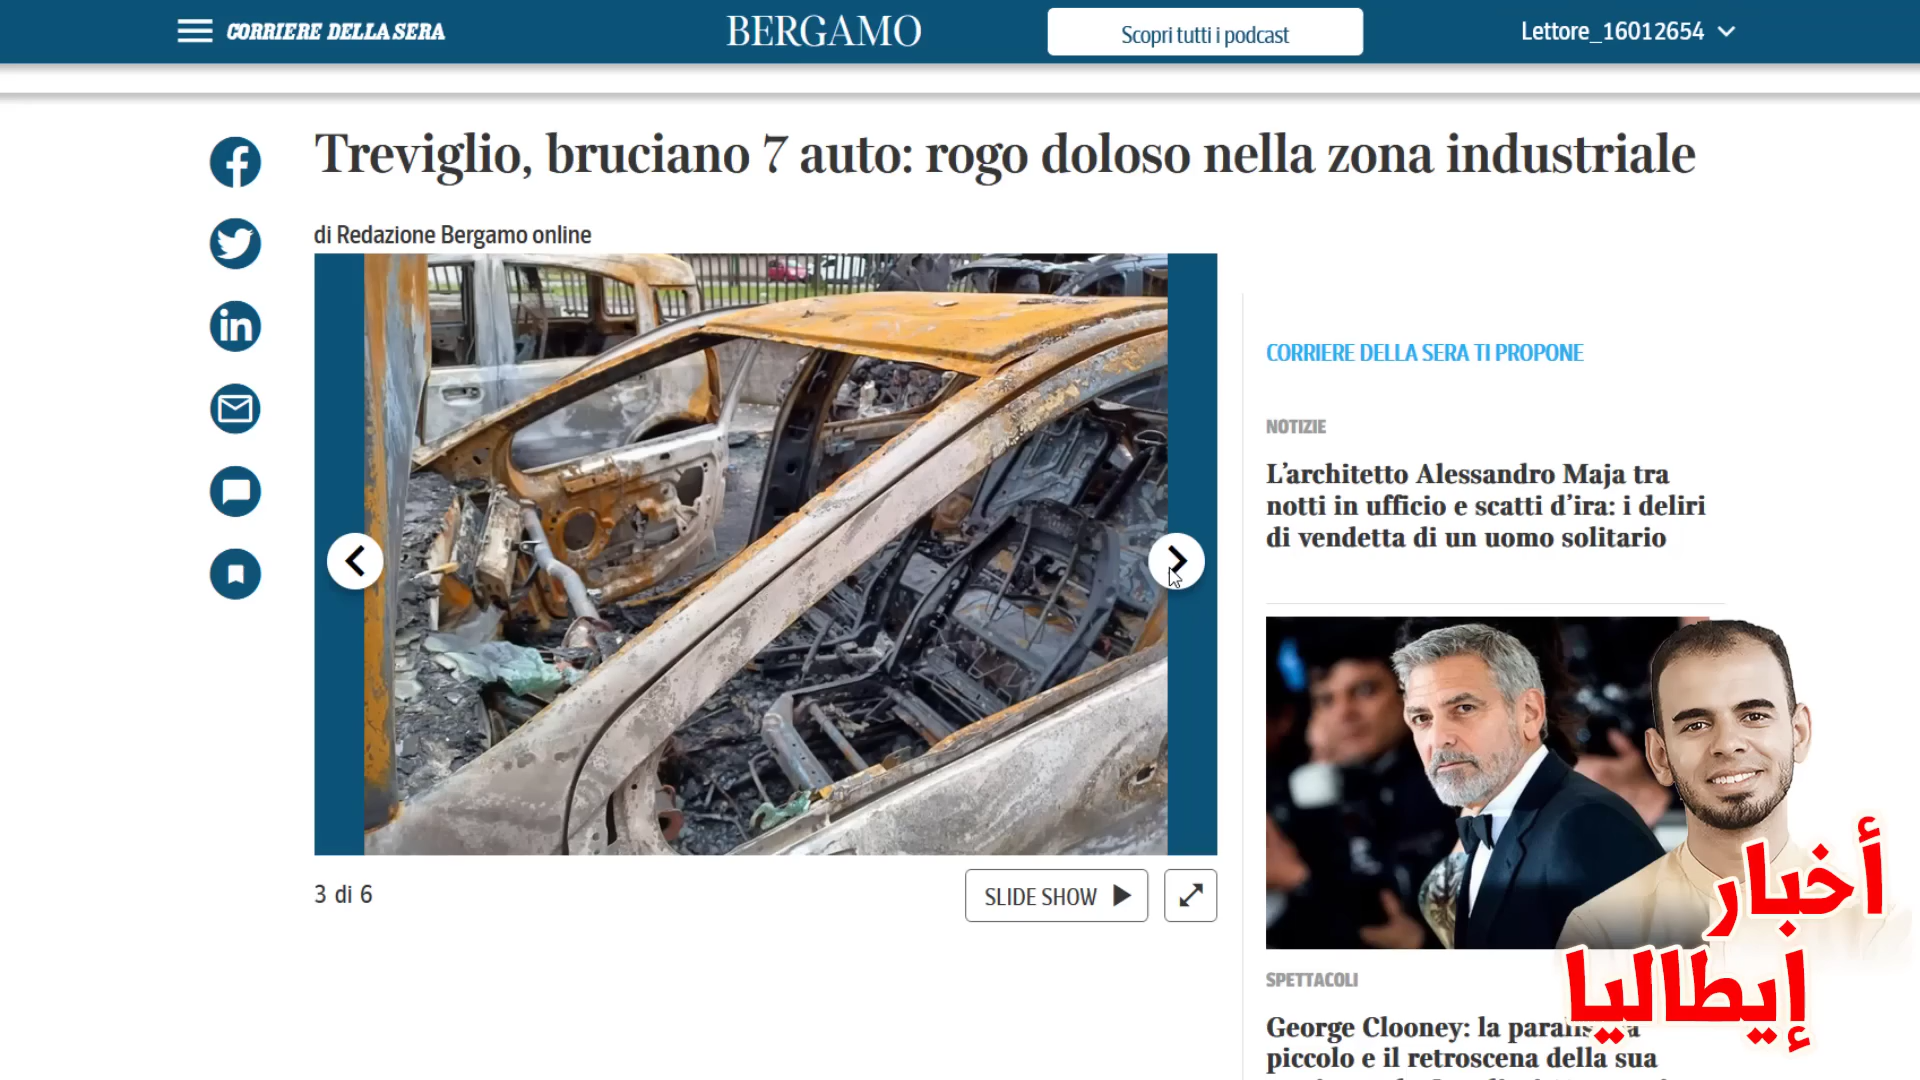 CORRIERE DELLA SERA
BERGAMO
Scopri tutti i podcast
Lettore_16012654
Treviglio, bruciano 7 auto: rogo doloso nella zona industriale
di Redazione Bergamo online
3 di 6
SLIDE SHOW
CORRIERE DELLA SERA TI PROPONE
NOTIZIE
L'architetto Alessandro Maja tra
notti in ufficio e scatti d'ira: i deliri
di vendetta di un uomo solitario
SPETTACOLI
George Clooney: la
piccolo e il retroscena della sua
أخبار
إيطاليا